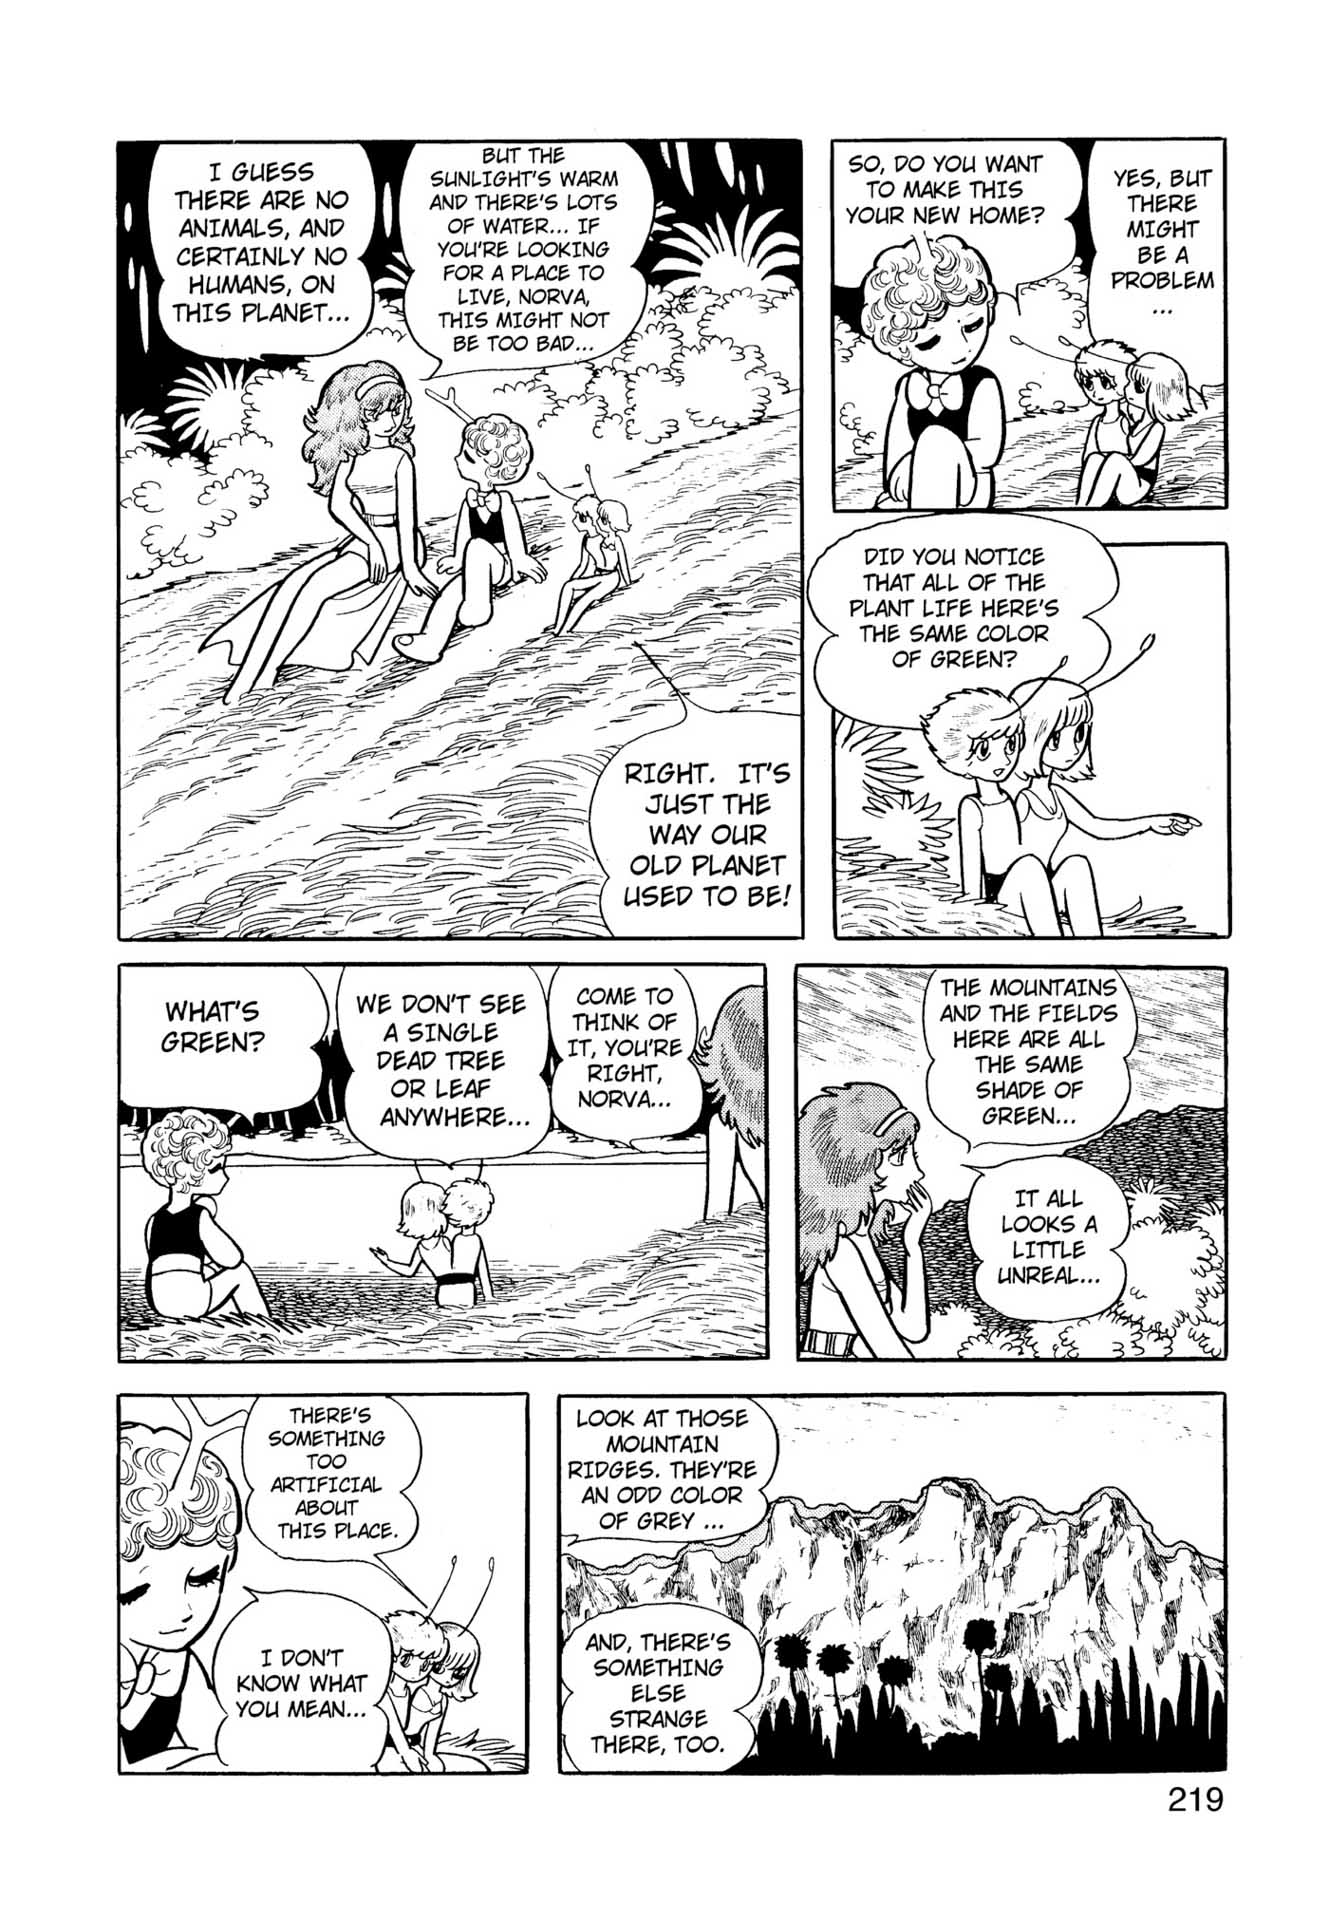 I GUESS
THERE ARE NO
ANIMALS, AND
CERTAINLY NO
HUMANS, ON
THIS PLANET...
BUT THE
SUNLIGHT'S WARM
AND THERE'S LOTS
OF WATER... IF
YOU'RE LOOKING
FOR A PLACE TO
LIVE, NORVA,
THIS MIGHT NOT
BE TOO BAD...
RIGHT. IT'S
JUST THE
WAY OUR
OLD PLANET
USED TO BE!
SO, DO YOU WANT
TO MAKE THIS
YOUR NEW HOME?
YES, BUT
THERE
MIGHT
BE A
PROBLEM
...
DID YOU NOTICE
THAT ALL OF THE
PLANT LIFE HERE'S
THE SAME COLOR
OF GREEN?
WHAT'S
GREEN?
WE DON'T SEE
A SINGLE
DEAD TREE
OR LEAF
ANYWHERE...
COME TO
THINK OF
IT, YOU'RE
RIGHT,
NORVA...
THE MOUNTAINS
AND THE FIELDS
HERE ARE ALL
THE SAME
SHADE OF
GREEN...
IT ALL
LOOKS A
LITTLE
UNREAL...
THERE'S
SOMETHING
TOO
ARTIFICIAL
ABOUT
THIS PLACE.
I DON'T
KNOW WHAT
YOU MEAN...
LOOK AT THOSE
MOUNTAIN
RIDGES. THEY'RE
AN ODD COLOR
OF GREY ...
AND, THERE'S
SOMETHING
ELSE
STRANGE
THERE, TOO.
219